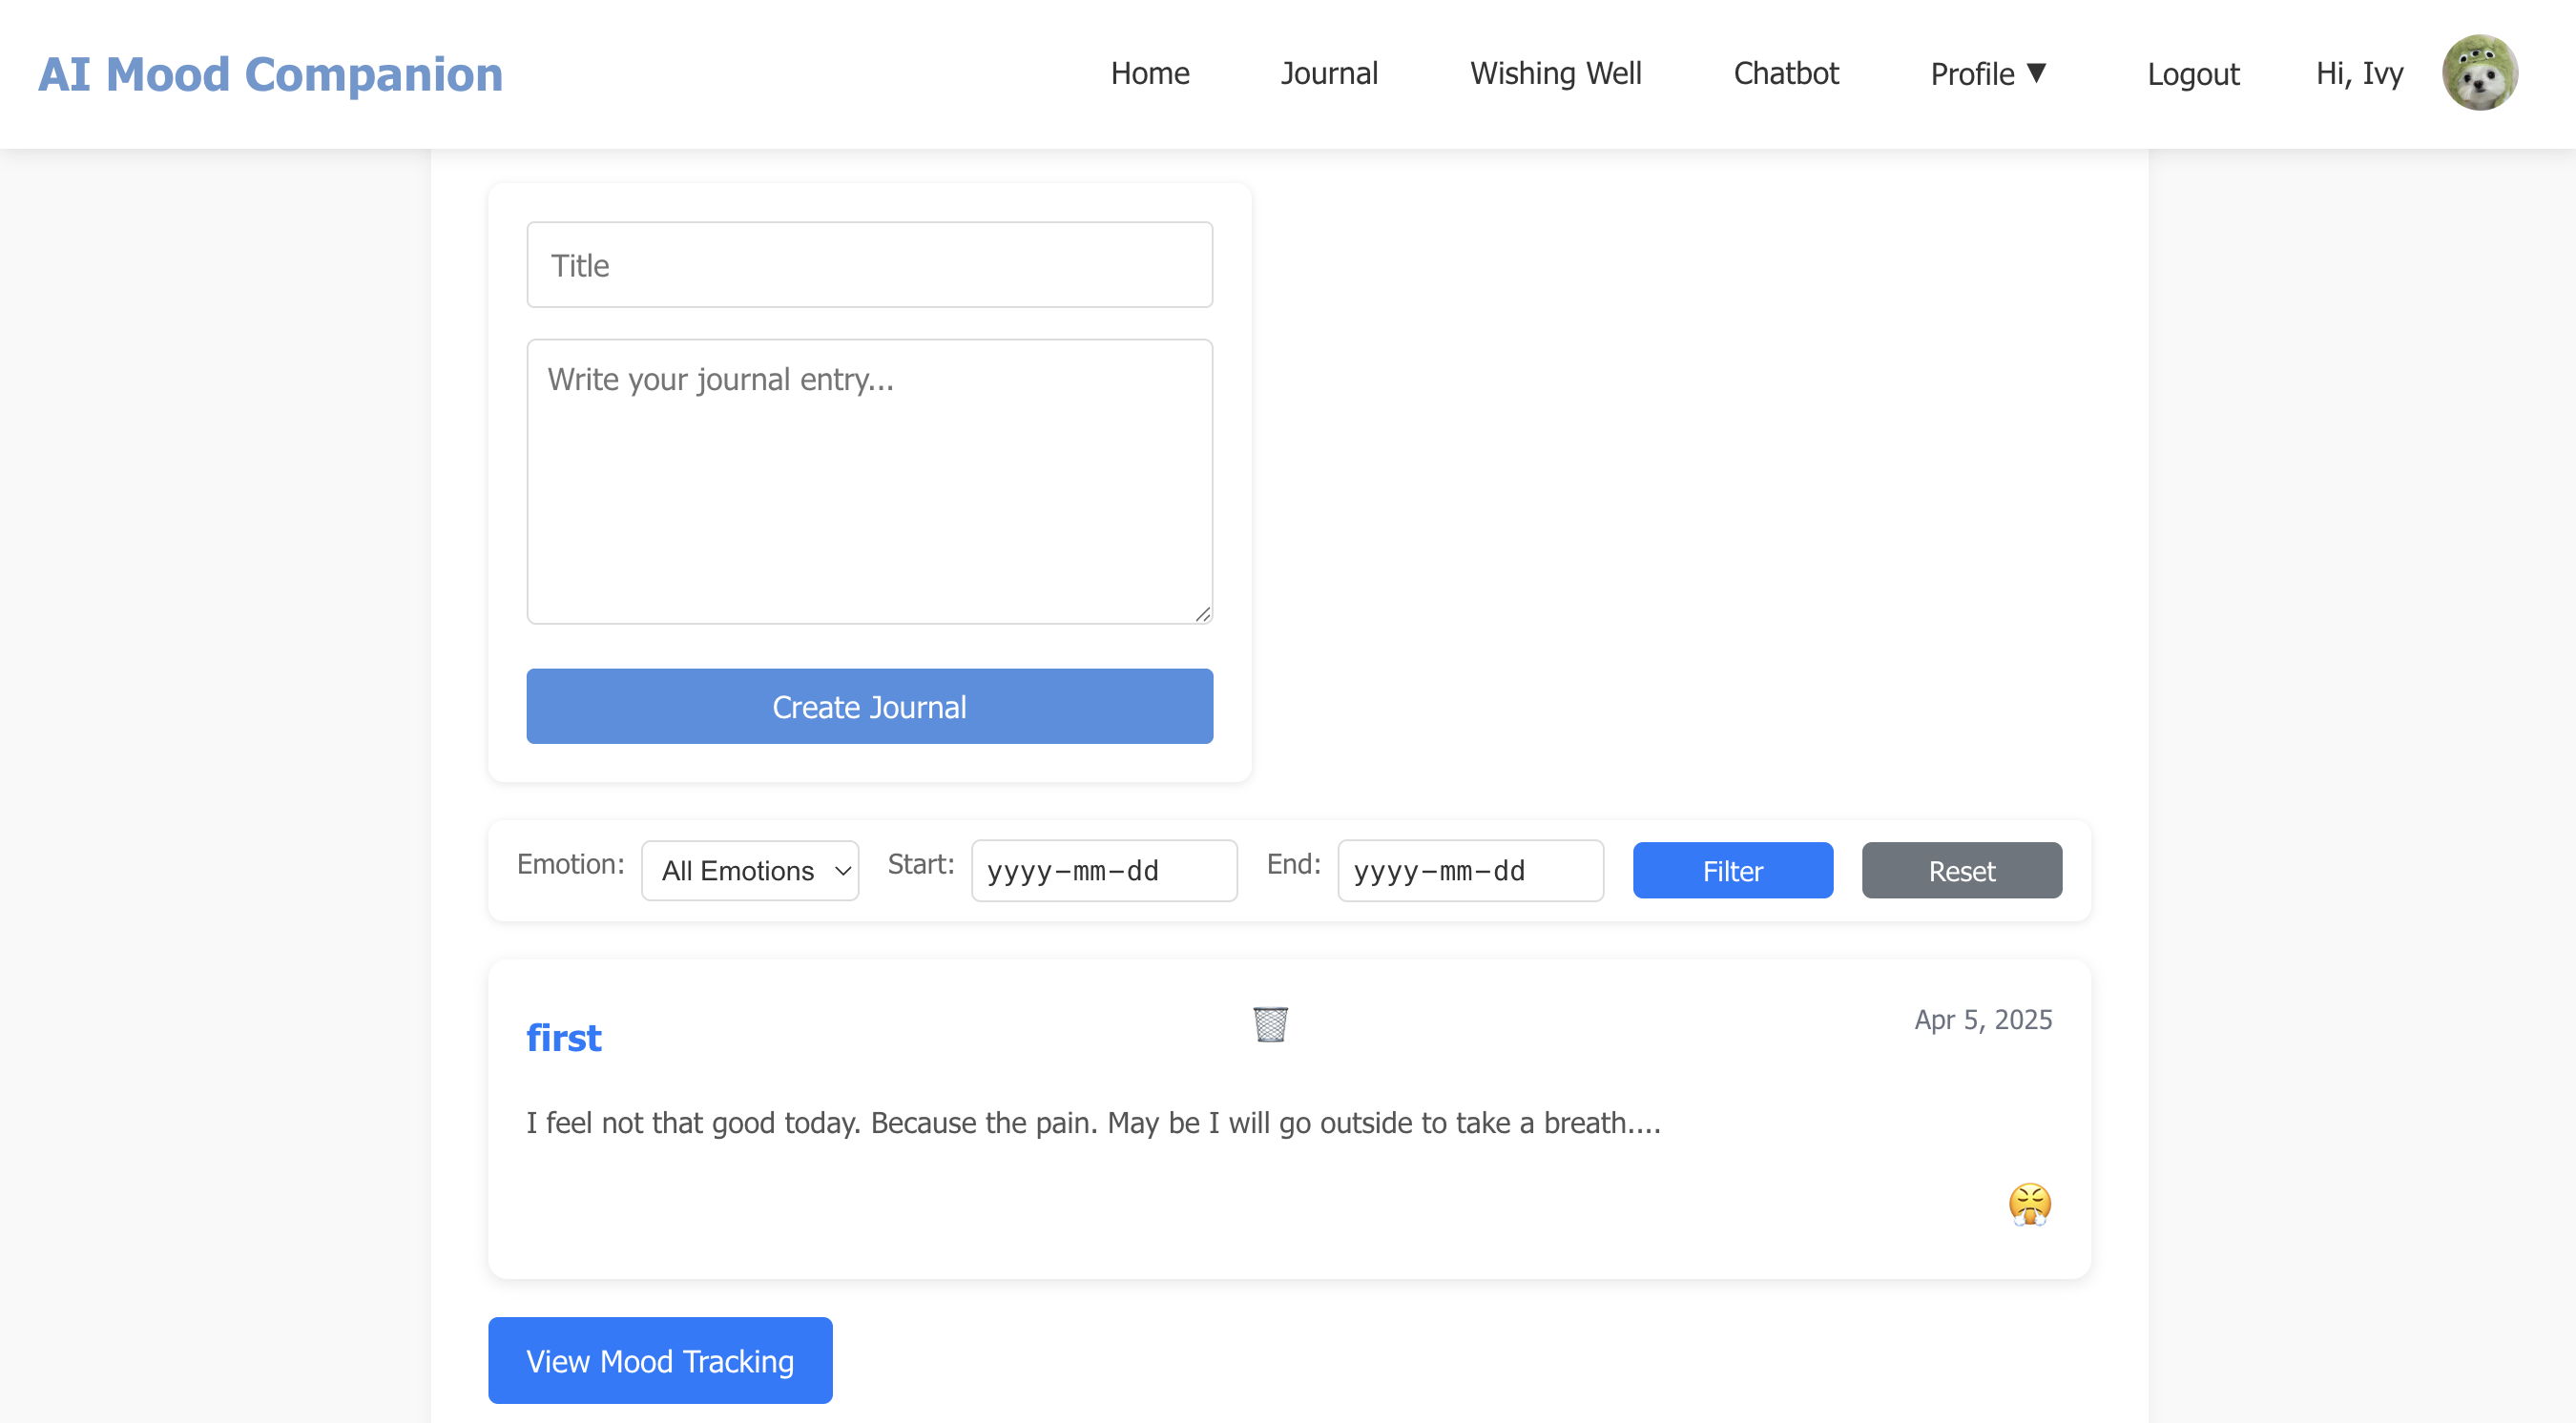 AI Mood Companion
Home Journal Wishing Well Chatbot Profile ▼ Logout Hi, Ivy
Title
Write your journal entry...
Create Journal
Emotion: All Emotions Start: yyyy-mm-dd End: yyyy-mm-dd Filter Reset
first
Apr 5, 2025
I feel not that good today. Because the pain. May be I will go outside to take a breath....
View Mood Tracking